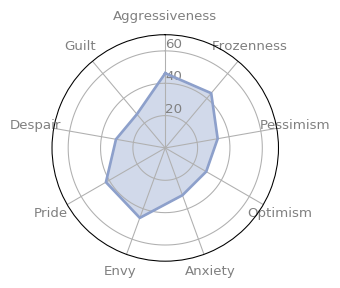 Aggressiveness
Guilt
60
Frozenness
40
20
Despair
Pessimism
Pride
Optimism
Envy
Anxiety